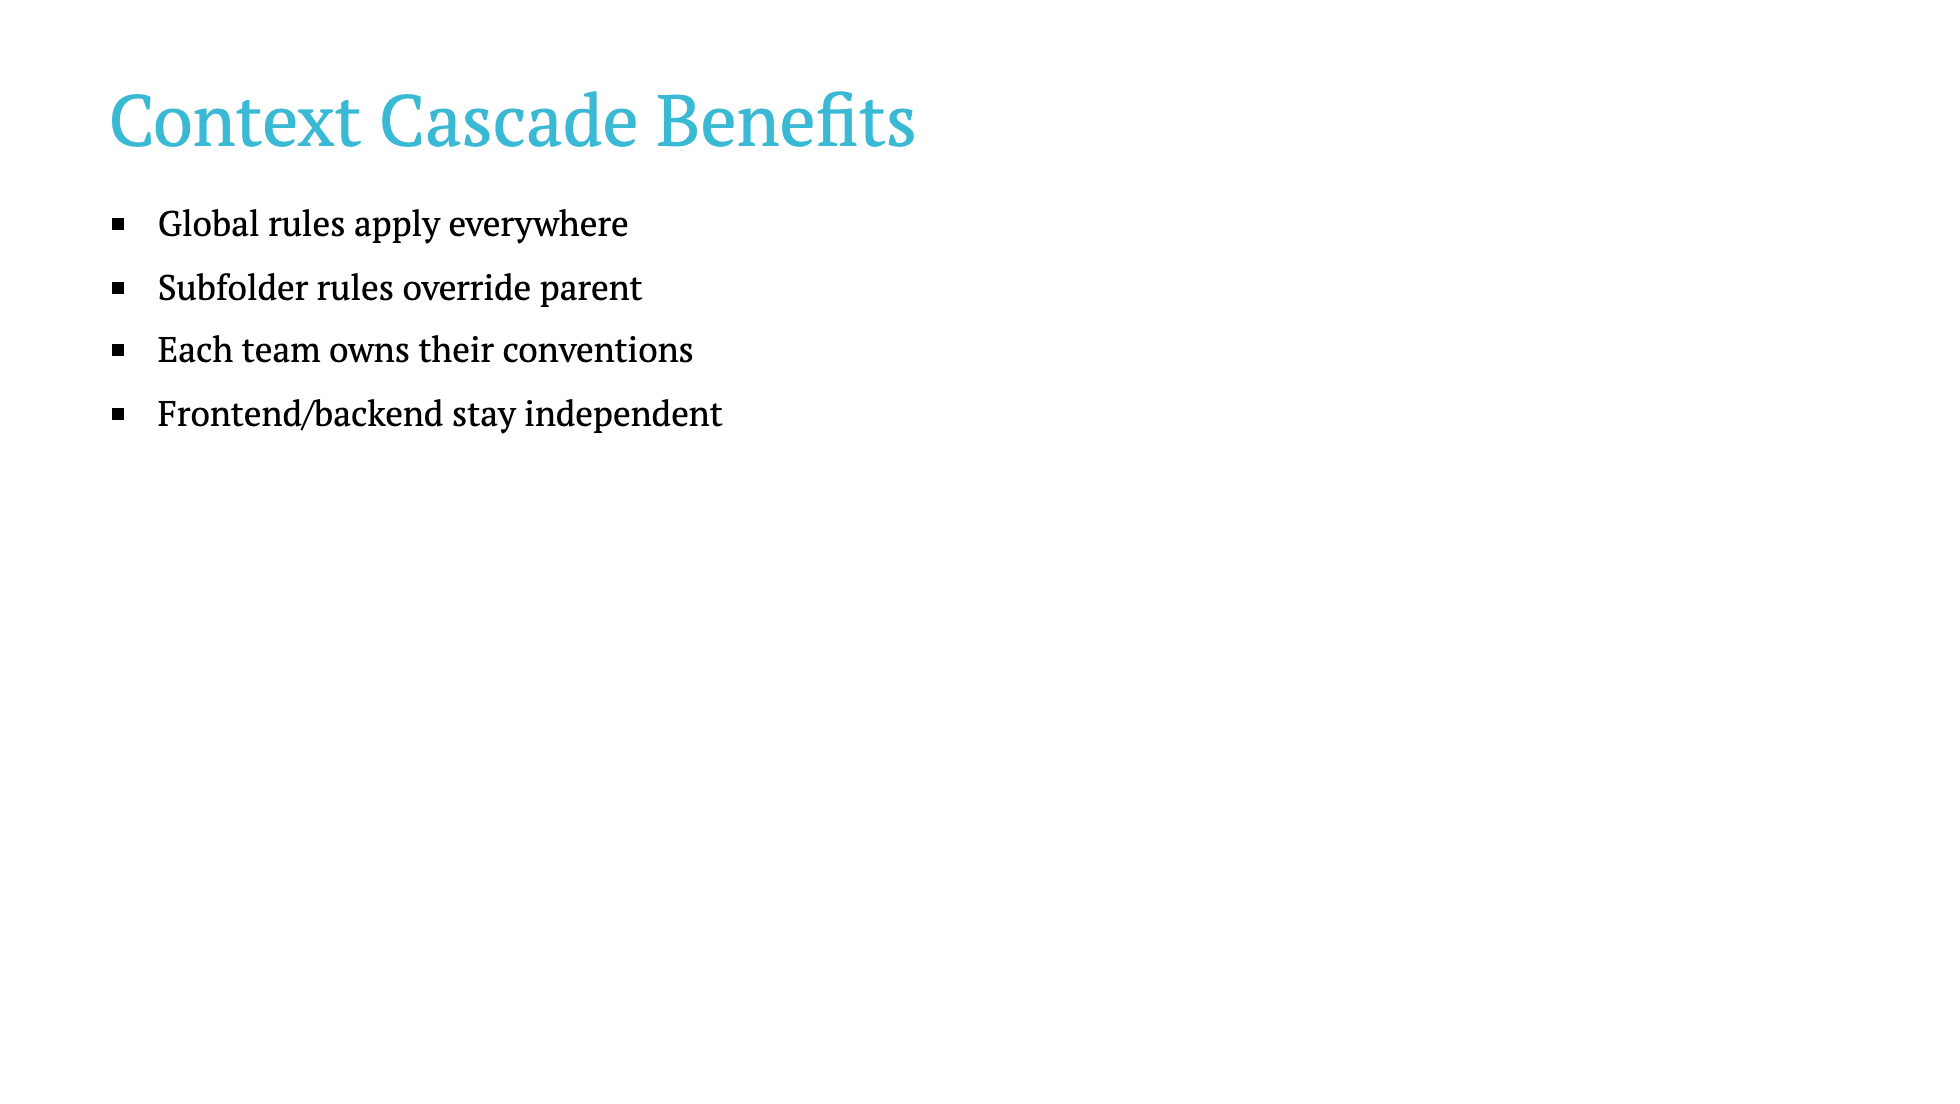 Context Cascade Benefits
▪ Global rules apply everywhere
▪ Subfolder rules override parent
▪ Each team owns their conventions
▪ Frontend/backend stay independent